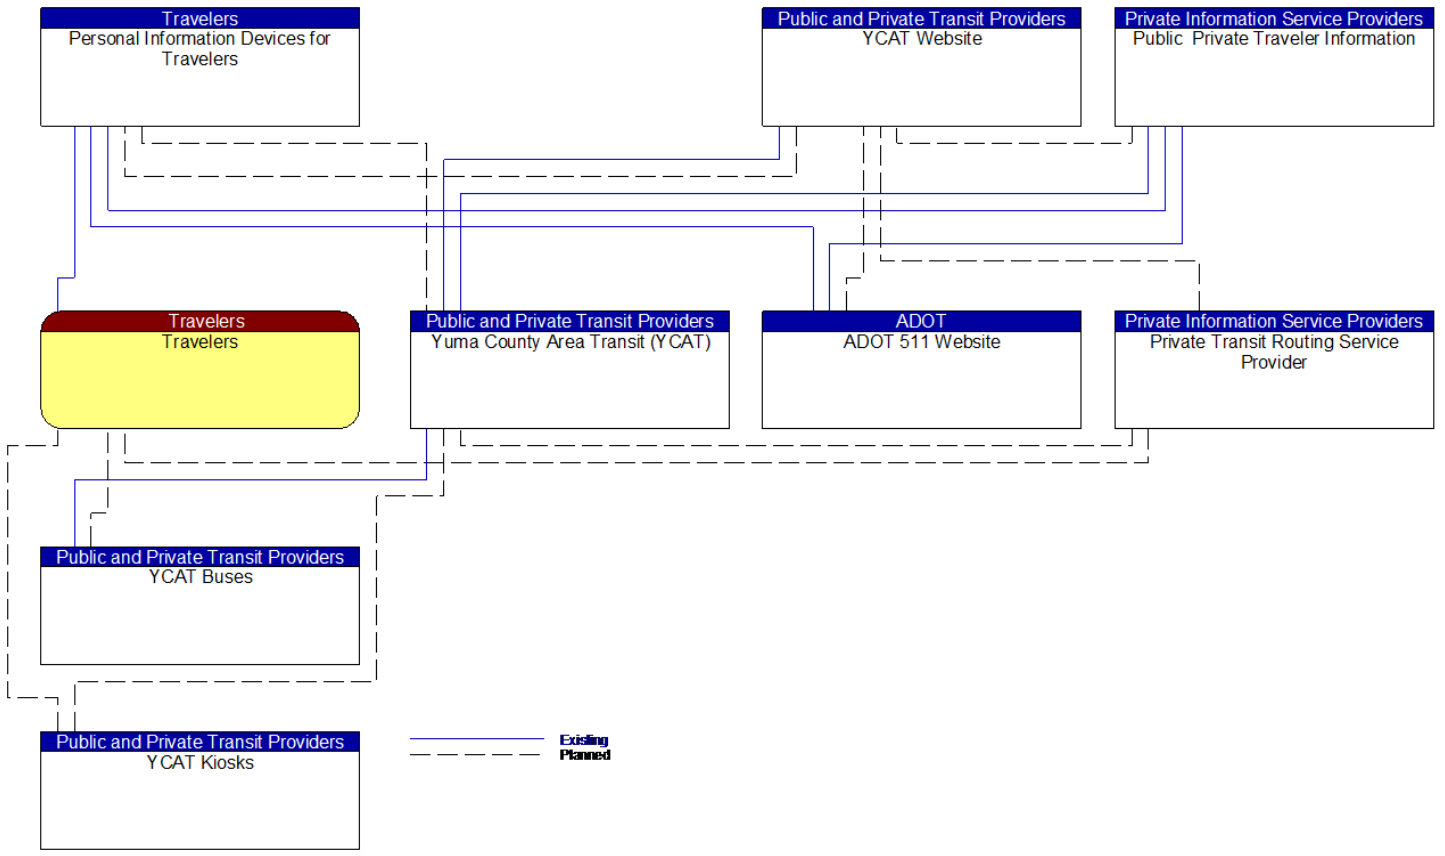 Travelers
Personal Information Devices for
Travelers
Public and Private Transit Providers
YCAT Website
Private Information Service Providers
Public Private Traveler Information
Travelers
Travelers
Public and Private Transit Providers
Yuma County Area Transit (YCAT)
ADOT
ADOT 511 Website
Private Information Service Providers
Private Transit Routing Service
Provider
Public and Private Transit Providers
YCAT Buses
Public and Private Transit Providers
YCAT Kiosks
Existing
Planned